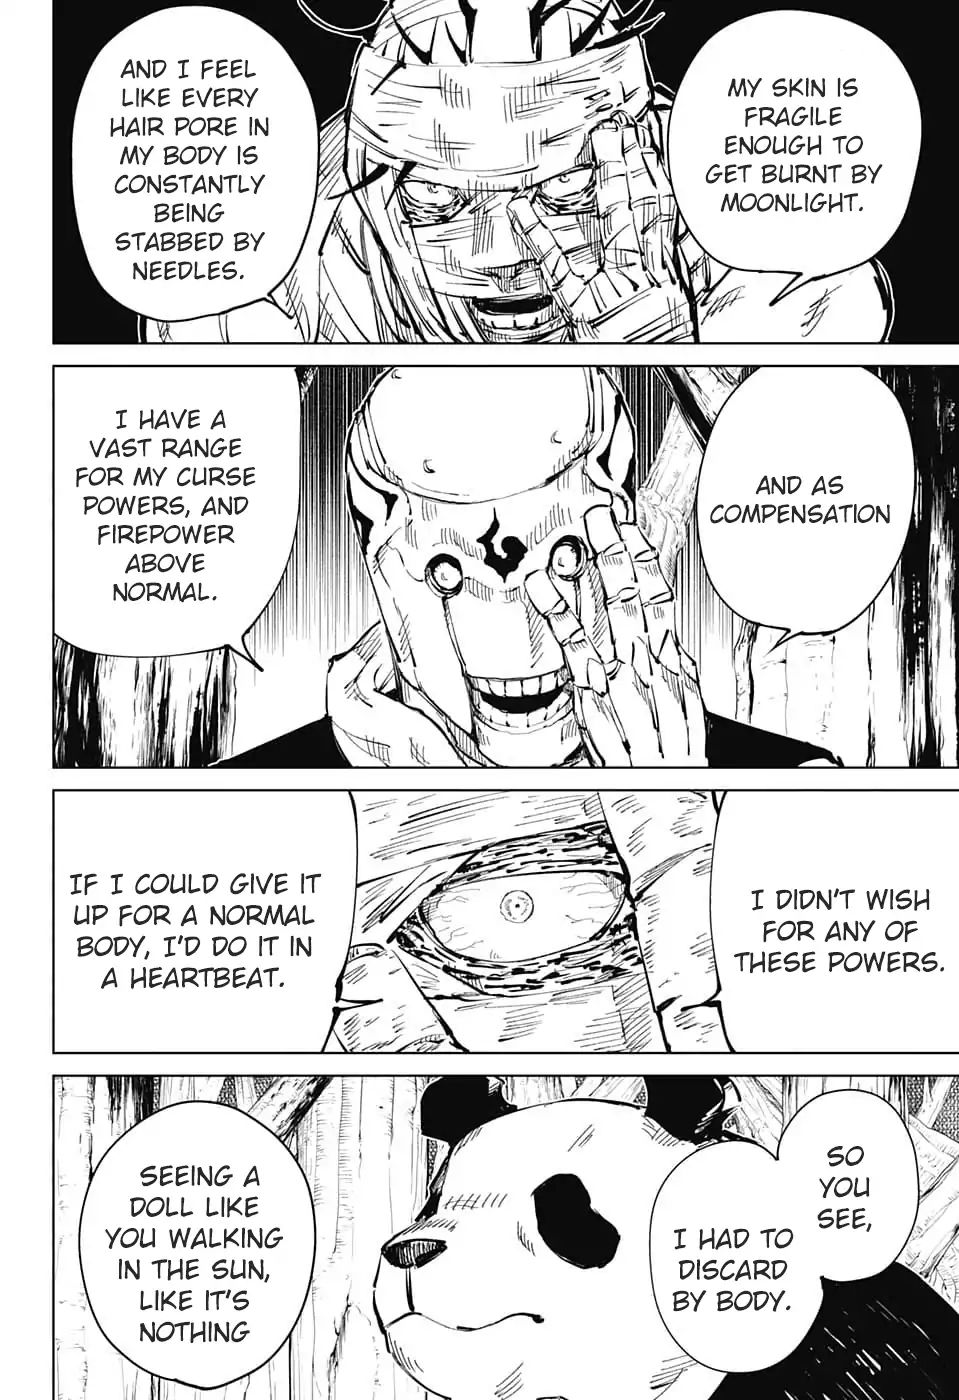 MY SKIN IS
FRAGILE
ENOUGH TO
GET BURNT BY
MOONLIGHT.
AND I FEEL
LIKE EVERY
HAIR PORE IN
MY BODY IS
CONSTANTLY
BEING
STABBED BY
NEEDLES.
AND AS
COMPENSATION
I HAVE A
VAST RANGE
FOR MY CURSE
POWERS, AND
FIREPOWER
ABOVE
NORMAL.
I DIDN'T WISH
FOR ANY OF
THESE POWERS.
IF I COULD GIVE IT
UP FOR A NORMAL
BODY, I'D DO IT IN
A HEARTBEAT.
SO
YOU
SEE,
I HAD TO
DISCARD
BY BODY.
SEEING A
DOLL LIKE
YOU WALKING
IN THE SUN,
LIKE IT'S
NOTHING